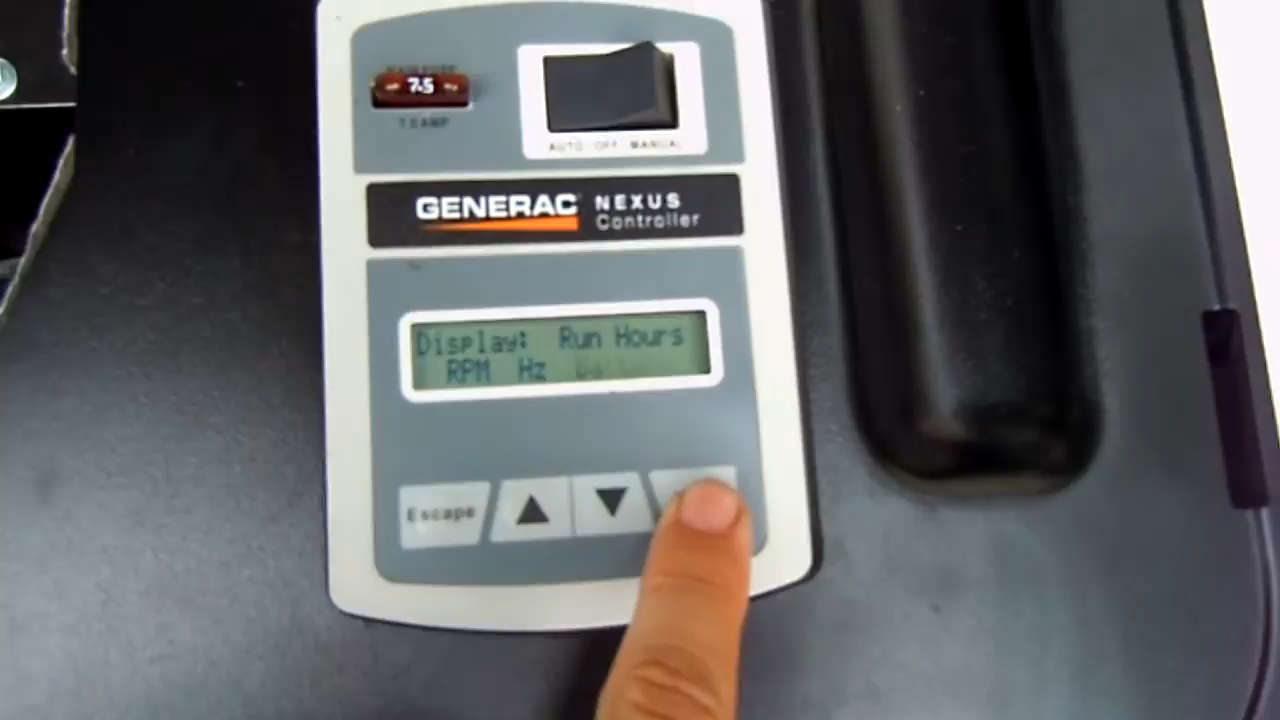 7.5
7.5 AMP
AUTO OFF MANUAL
GENERAC
NEXUS
Controller
Display: Run Hours
RPM Hz
Escape